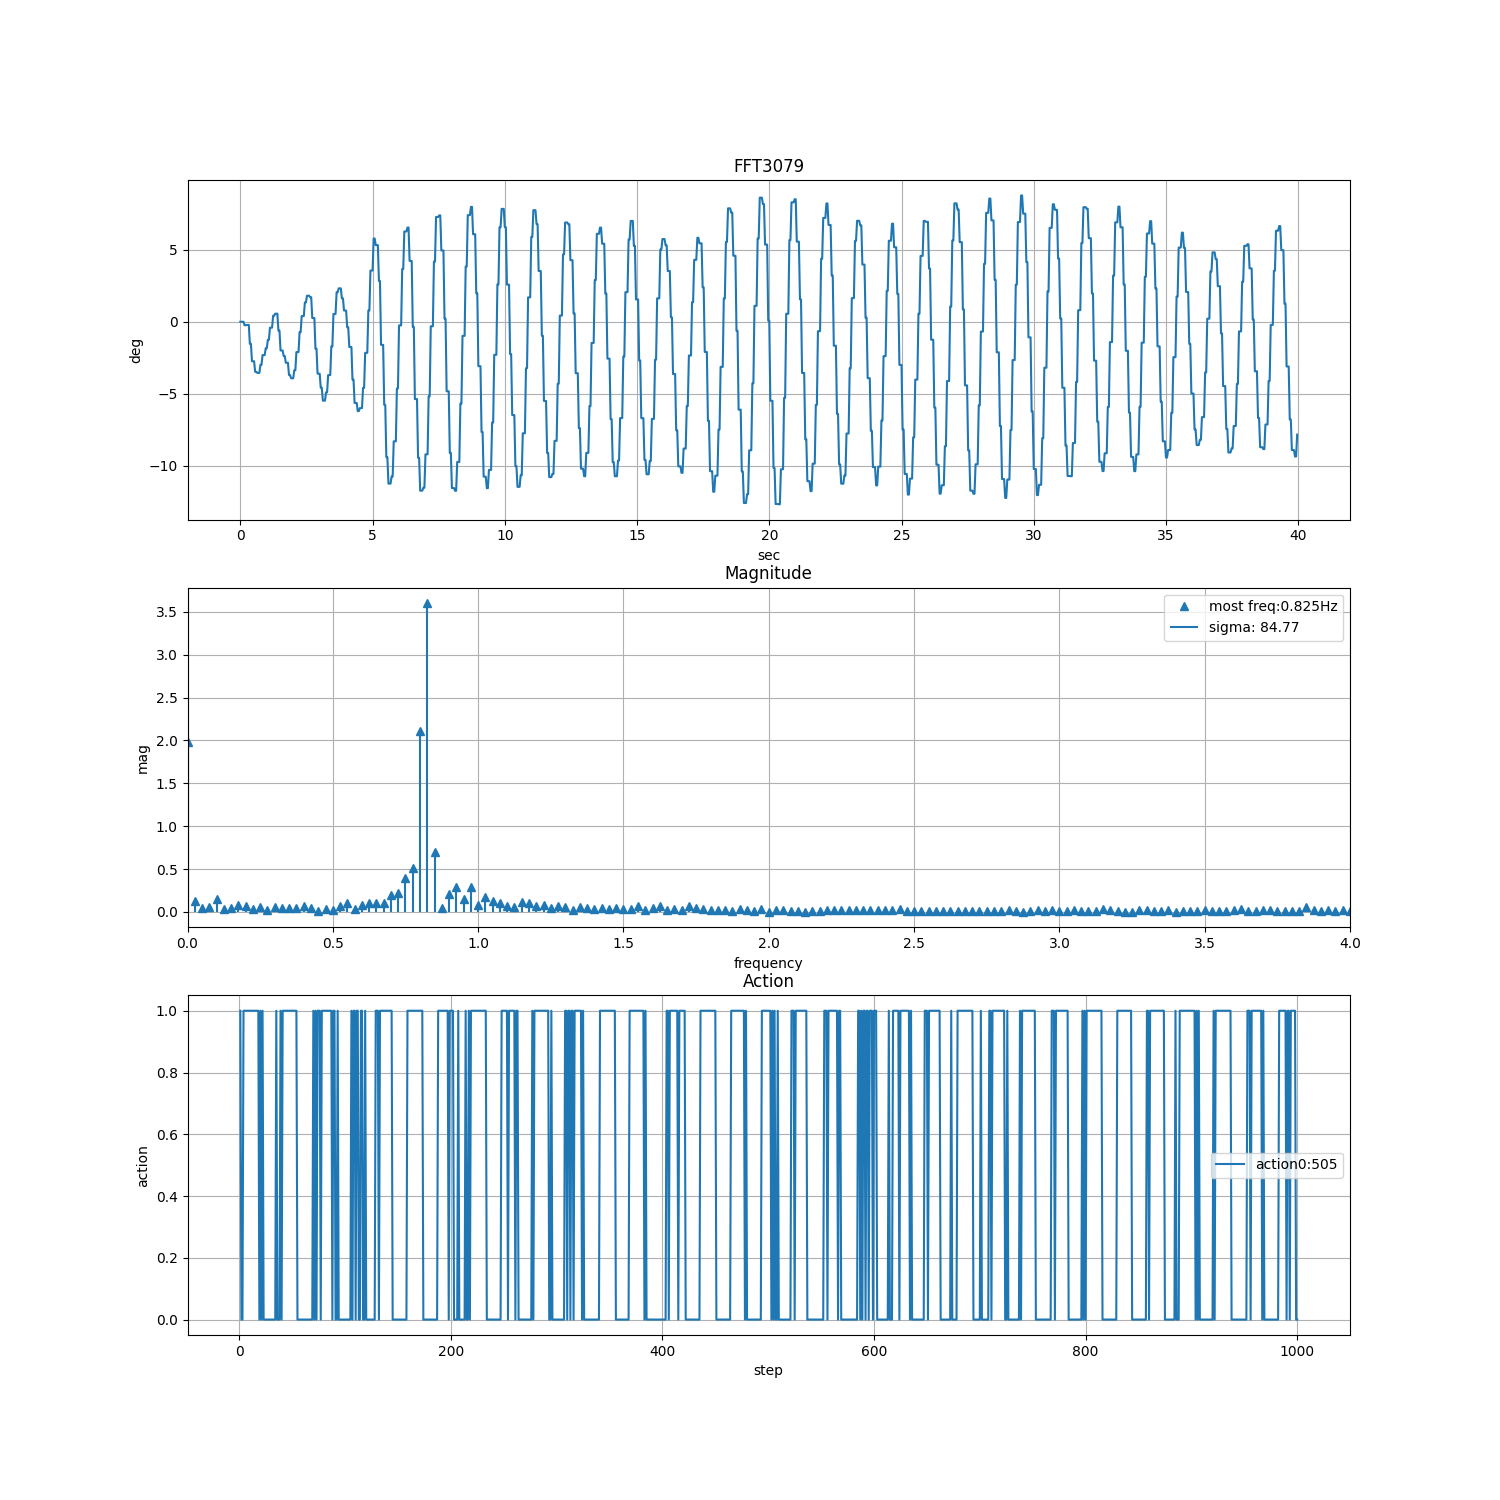 FFT3079
5
0
−5
−10
deg
0 5 10 15 20 25 30 35 40
sec
Magnitude
most freq:0.825Hz
sigma: 84.77
3.5
3.0
2.5
2.0
1.5
1.0
0.5
0.0
mag
0.0 0.5 1.0 1.5 2.0 2.5 3.0 3.5 4.0
frequency
Action
1.0
0.8
0.6
0.4
0.2
0.0
action
action0:505
0 200 400 600 800 1000
step